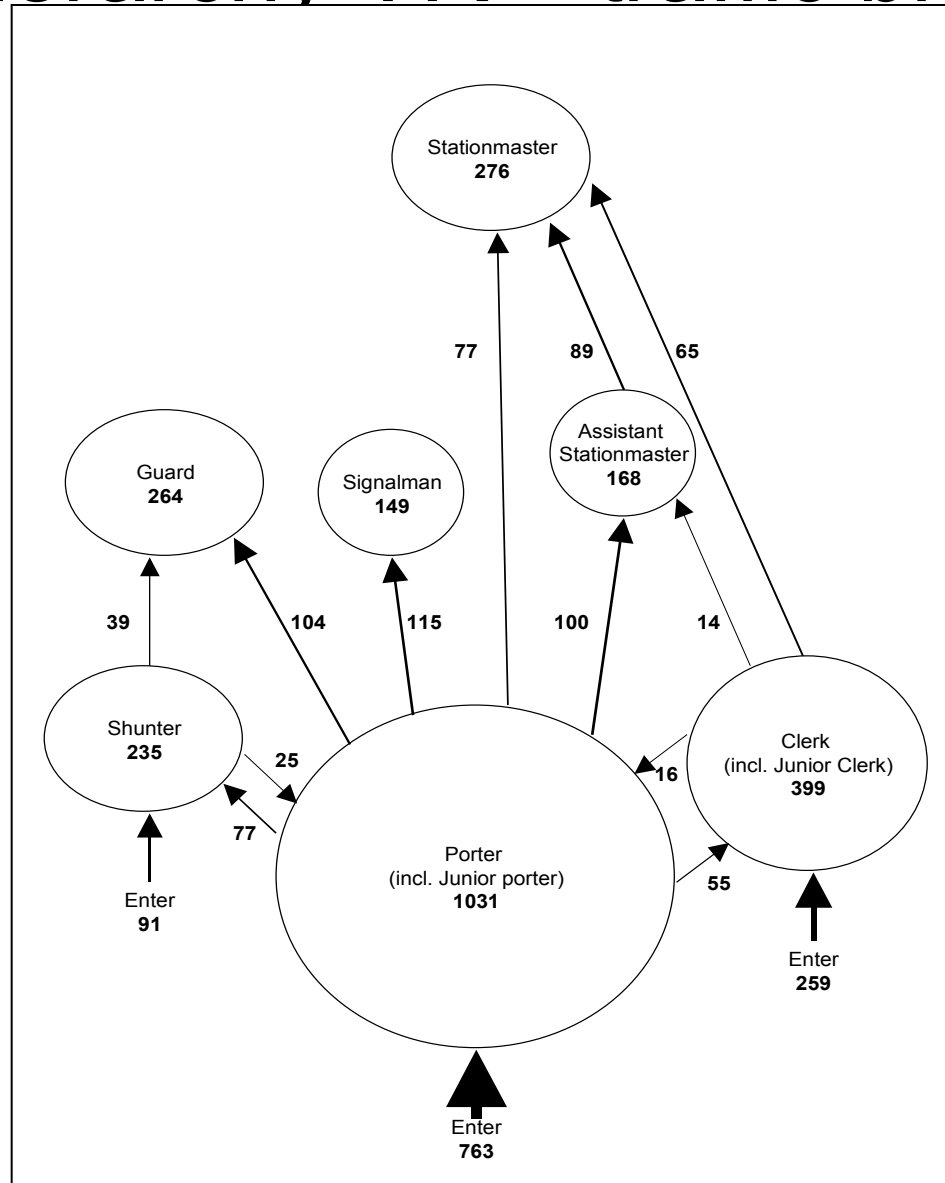 Stationmaster
276
77
89
65
Assistant
Stationmaster
168
Guard
264
Signalman
149
39
104
115
100
14
Shunter
235
25
77
Clerk
(incl. Junior Clerk)
399
16
Porter
(incl. Junior porter)
1031
55
Enter
91
Enter
259
Enter
763